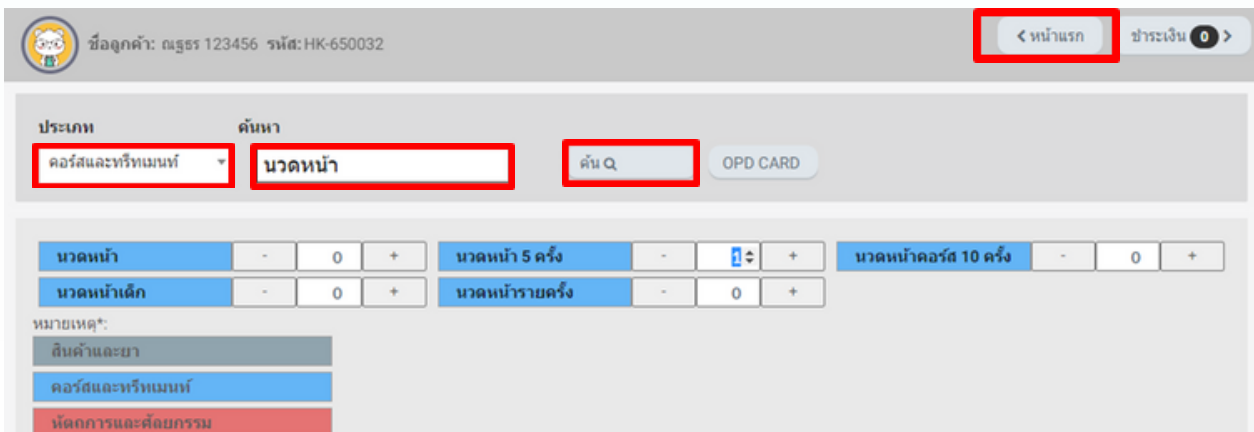 ชื่อลูกค้า: ณฐธร 123456 รหัส: HK-650032
< หน้าแรก
ชำระเงิน 0 >
ประเภท ค้นหา
คอร์สและทรีทเมนท์ นวดหน้า ค้น OPD CARD
นวดหน้า - 0 + นวดหน้า 5 ครั้ง - 1 + นวดหน้าคอร์ส 10 ครั้ง - 0 +
นวดหน้าเด็ก - 0 + นวดหน้ารายครั้ง - 0 +
หมายเหตุ*:
สินค้าและยา
คอร์สและทรีทเมนท์
หัตถการและศัลยกรรม